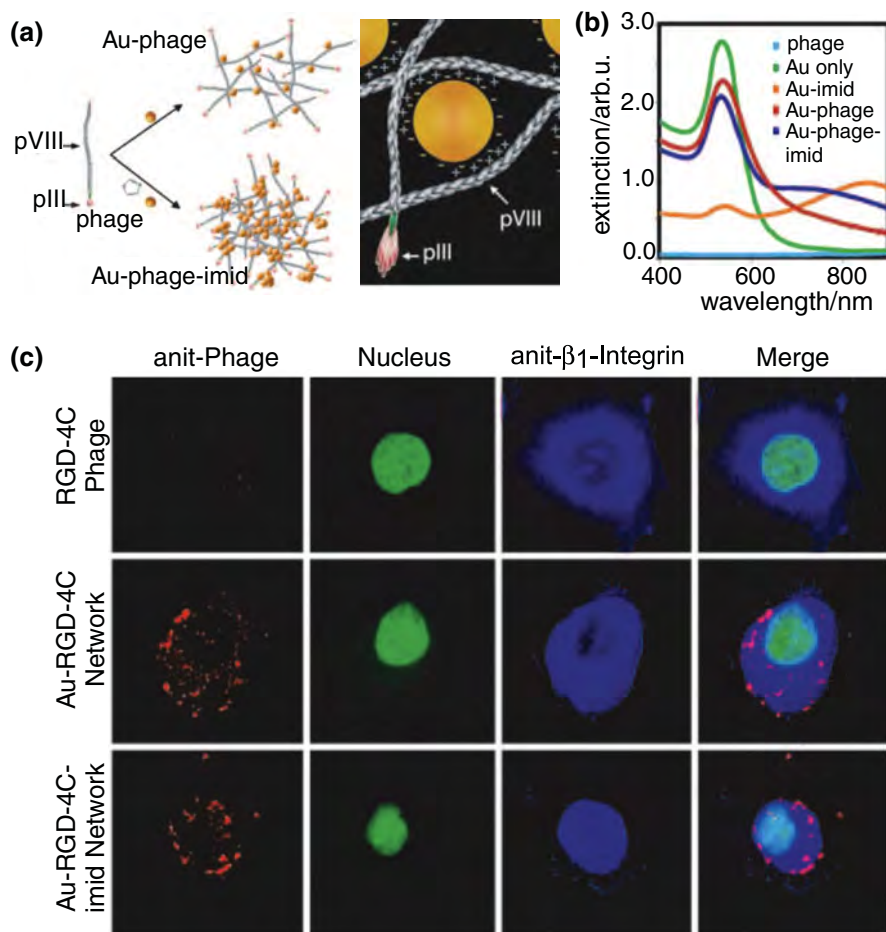 (a)
Au-phage
pVIII
pIII
phage
Au-phage-imid
pVIII
pIII
(b)
extinction/arb.u.
3.0
2.0
1.0
0.0
400
600
800
wavelength/nm
phage
Au only
Au-imid
Au-phage
Au-phage-
imid
(c)
anit-Phage
Nucleus
anit-β1-Integrin
Merge
RGD-4C
Phage
Au-RGD-4C
Network
Au-RGD-4C-
imid Network